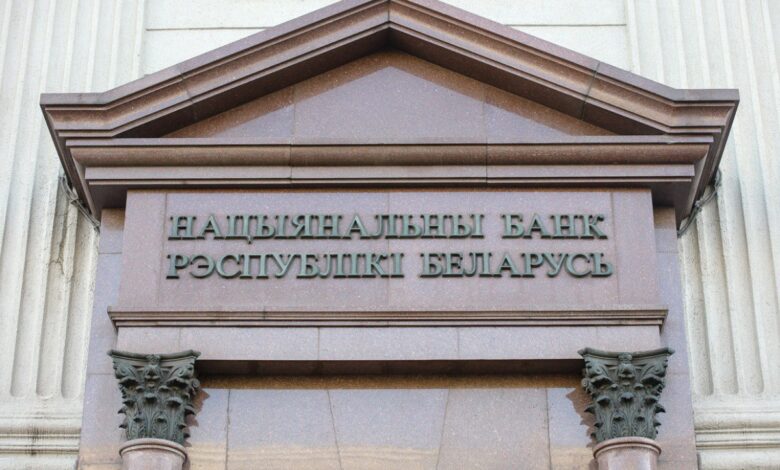 НАЦЫЯНАЛЬНЫ БАНК
РЭСПУБЛІКІ БЕЛАРУСЬ